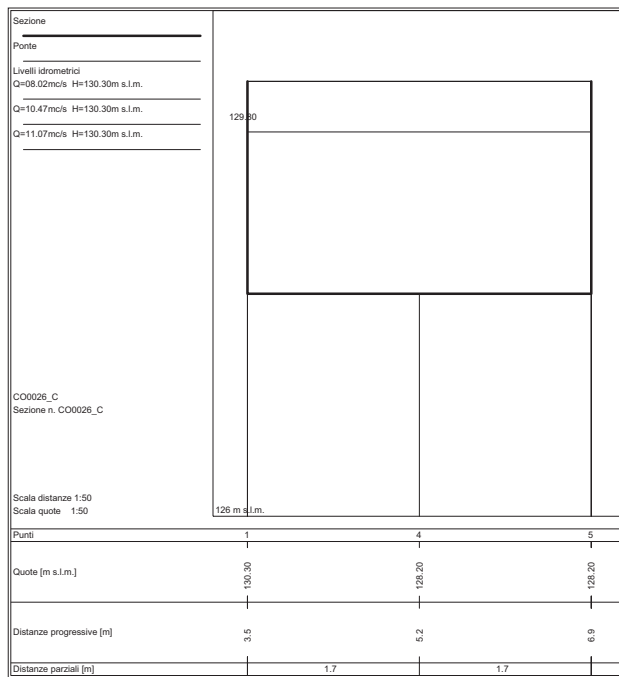 Sezione
Ponte
Livelli idrometrici
Q=08.02mc/s H=130.30m s.l.m.
Q=10.47mc/s H=130.30m s.l.m.
Q=11.07mc/s H=130.30m s.l.m.
129.80
CO0026_C
Sezione n. CO0026_C
Scala distanze 1:50
Scala quote 1:50
126 m s.l.m.
Punti 1 4 5
Quote [m s.l.m.] 130.30 128.20 128.20
Distanze progressive [m] 3.5 5.2 6.9
Distanze parziali [m] 1.7 1.7